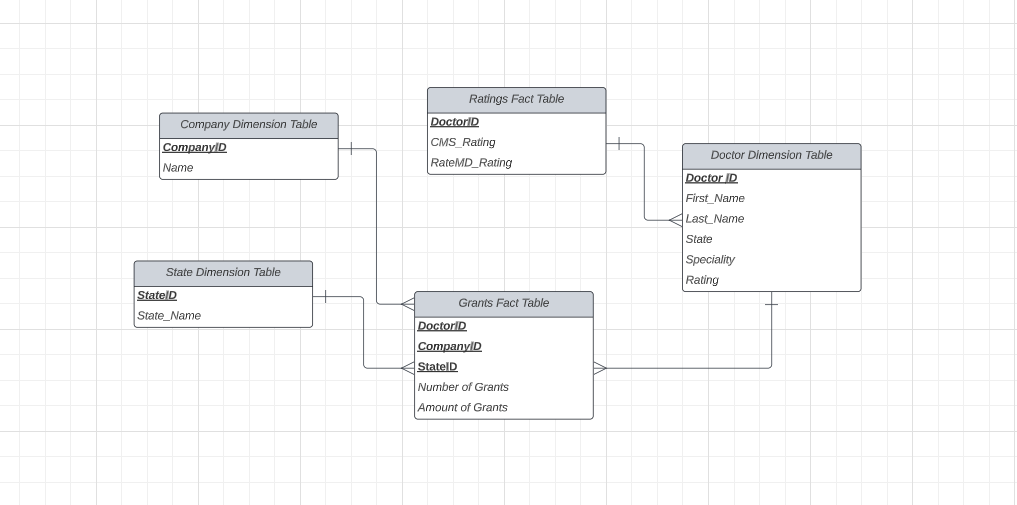 Ratings Fact Table
DoctorID
CMS_Rating
RateMD_Rating
Company Dimension Table
CompanyID
Name
Doctor Dimension Table
Doctor ID
First_Name
Last_Name
State
Speciality
Rating
State Dimension Table
StateID
State_Name
Grants Fact Table
DoctorID
CompanyID
StateID
Number of Grants
Amount of Grants